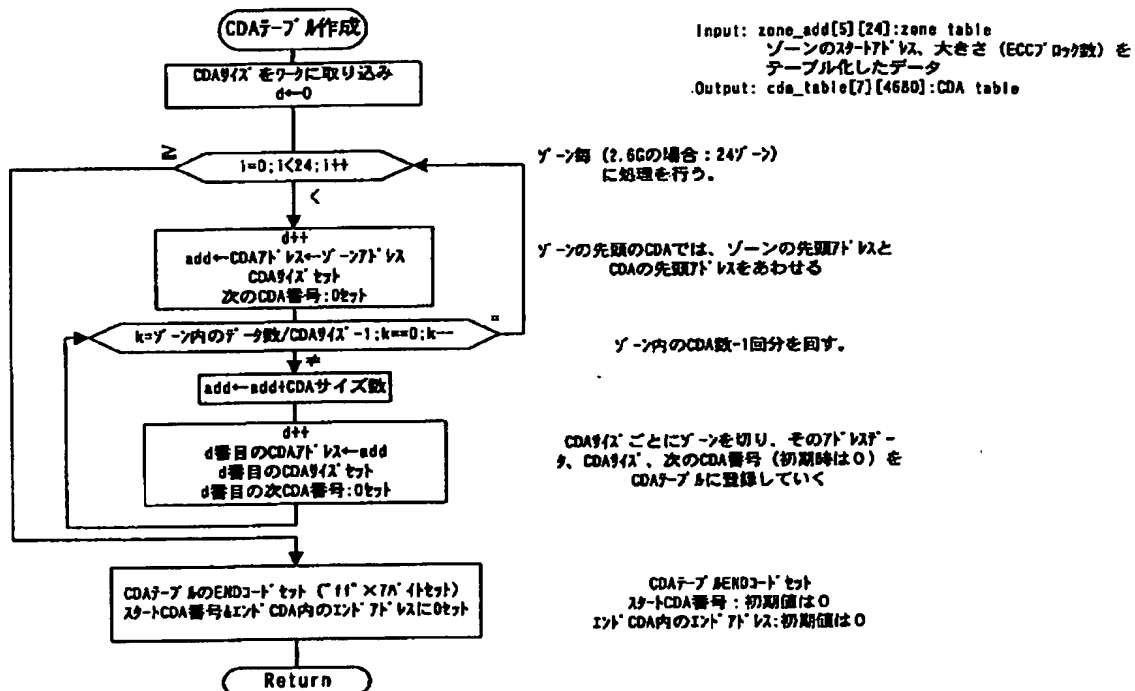 CDAテーブル作成
Input: zone_add[5][24]:zone table
ゾーンのスタートアドレス、大きさ（ECCブロック数）を
テーブル化したデータ
Output: cda_table[7][4680]:CDA table
CDAサイズをワークに取り込み
d←0
≧
i=0;i<24;i++
<
ゾーン毎（2.6Gの場合：24ゾーン）
に処理を行う。
d++
add←CDAアドレス←ゾーンアドレス
CDAサイズセット
次のCDA番号:0セット
ゾーンの先頭のCDAでは、ゾーンの先頭アドレスと
CDAの先頭アドレスをあわせる
k=ゾーン内のデータ数/CDAサイズ-1;k==0;k--
=
≠
ゾーン内のCDA数-1回分を回す。
add←add+CDAサイズ数
d++
d番目のCDAアドレス←add
d番目のCDAサイズセット
d番目の次CDA番号:0セット
CDAサイズごとにゾーンを切り、そのアドレスデー
タ、CDAサイズ、次のCDA番号（初期時は0）を
CDAテーブルに登録していく
CDAテーブルのENDコードセット（"ff"×7バイトセット）
スタートCDA番号&エンドCDA内のエンドアドレスに0セット
CDAテーブルENDコードセット
スタートCDA番号：初期値は0
エンドCDA内のエンドアドレス:初期値は0
Return